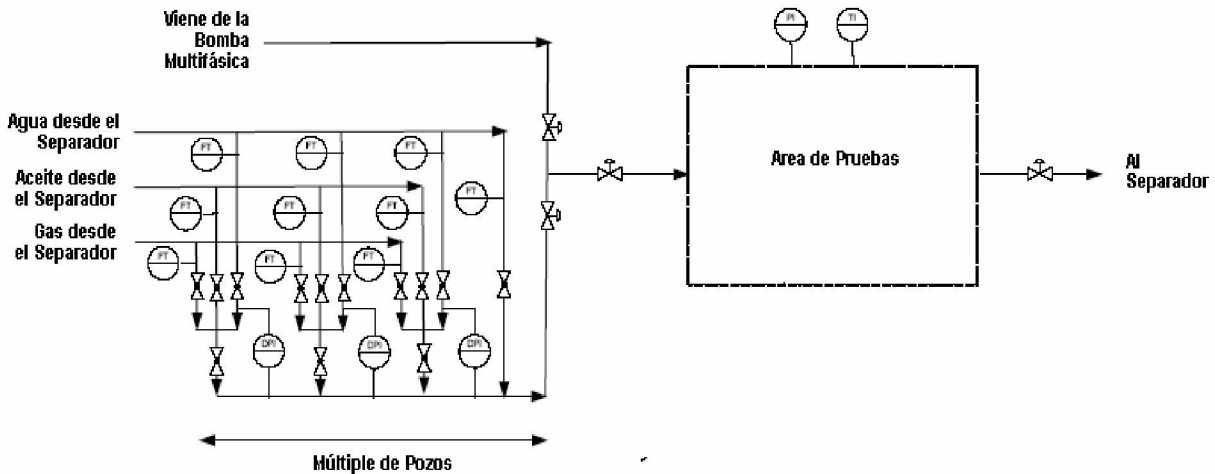 Viene de la
Bomba
Multifásica
PI
TI
Agua desde el
Separador
FT
FT
FT
Area de Pruebas
Al
Separador
Aceite desde
el Separador
FT
FT
FT
FT
Gas desde
el Separador
FT
FT
FT
DPI
DPI
DPI
Múltiple de Pozos